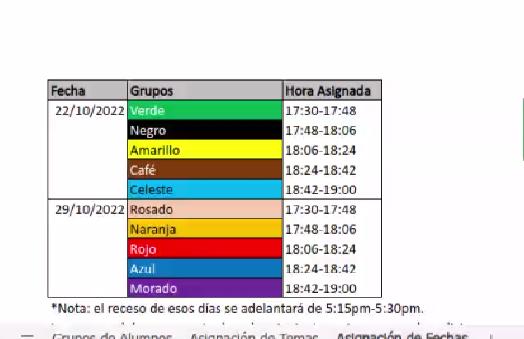 Fecha Grupos Hora Asignada
22/10/2022 Verde 17:30-17:48
Negro 17:48-18:06
Amarillo 18:06-18:24
Café 18:24-18:42
Celeste 18:42-19:00
29/10/2022 Rosado 17:30-17:48
Naranja 17:48-18:06
Rojo 18:06-18:24
Azul 18:24-18:42
Morado 18:42-19:00
*Nota: el receso de esos días se adelantará de 5:15pm-5:30pm.
Grupos de Alumnos Asignación de Temas Asignación de Fechas